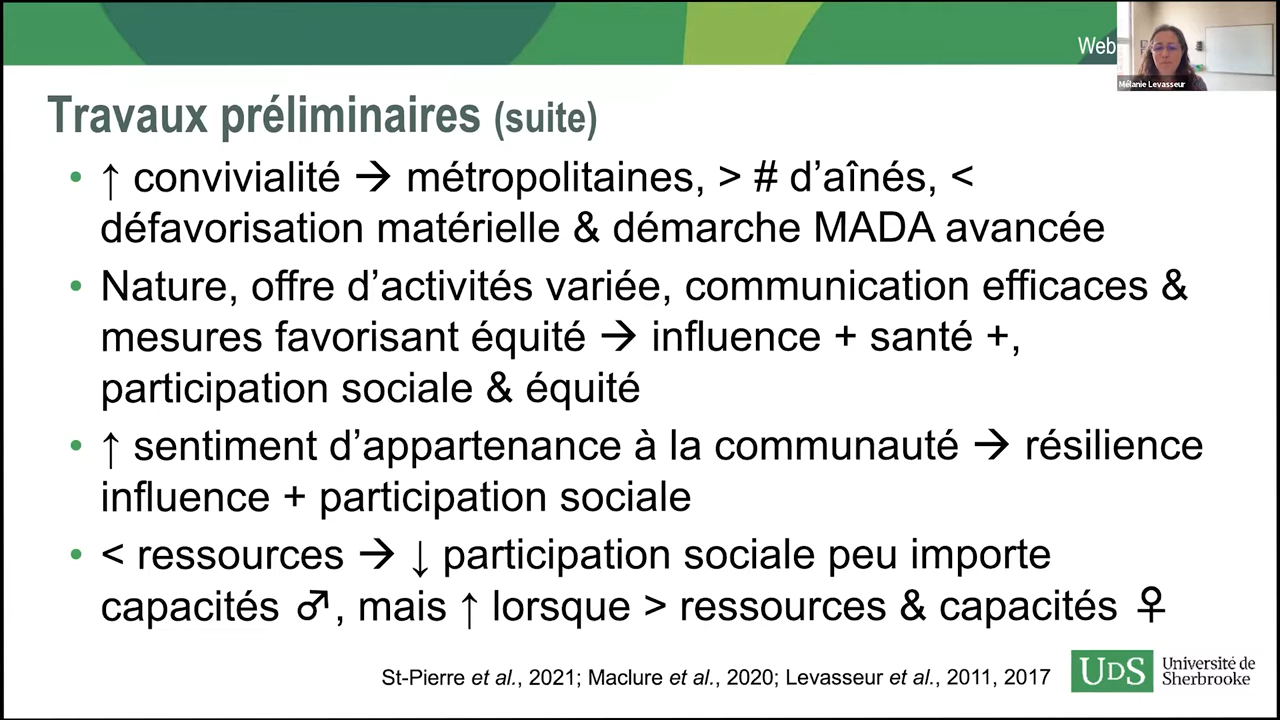 Web
Mélanie Levasseur
Travaux préliminaires (suite)
• ↑ convivialité → métropolitaines, > # d’aînés, <
défavorisation matérielle & démarche MADA avancée
• Nature, offre d’activités variée, communication efficaces &
mesures favorisant équité → influence + santé +,
participation sociale & équité
• ↑ sentiment d’appartenance à la communauté → résilience
influence + participation sociale
• < ressources → ↓ participation sociale peu importe
capacités ♂, mais ↑ lorsque > ressources & capacités ♀
St-Pierre et al., 2021; Maclure et al., 2020; Levasseur et al., 2011, 2017
UDS Université de
Sherbrooke